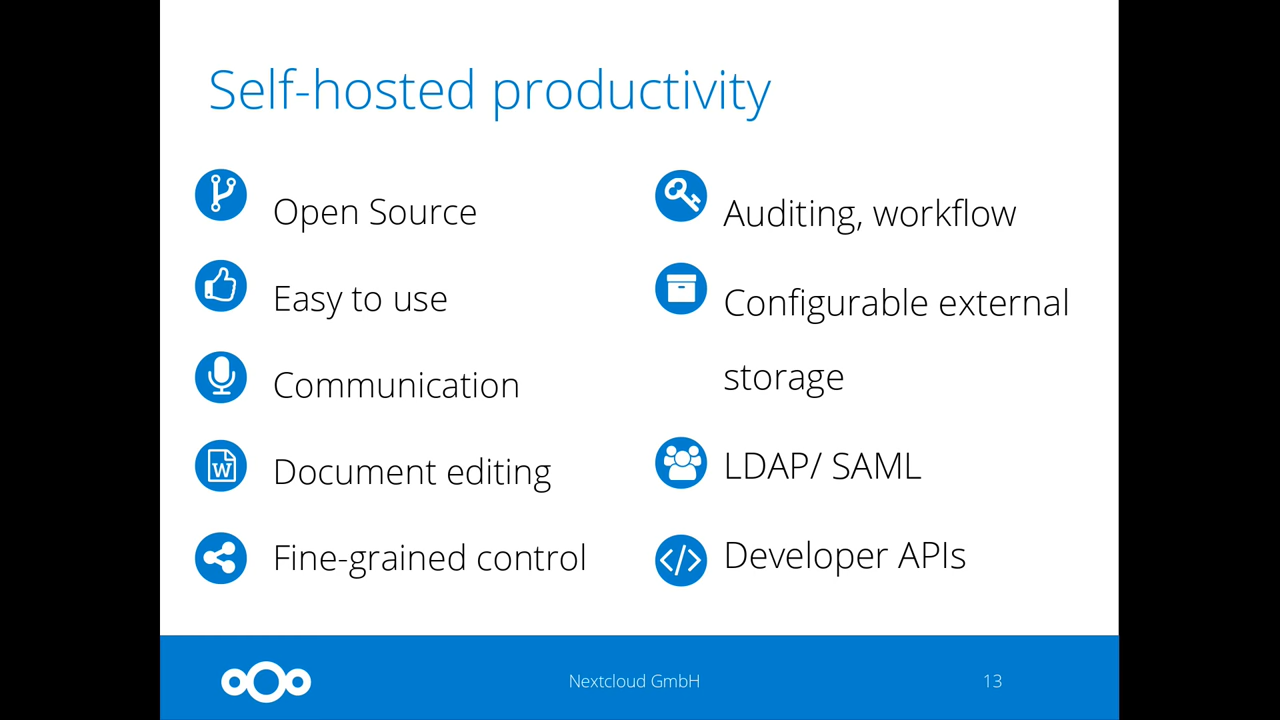 Self-hosted productivity
Open Source
Easy to use
Communication
Document editing
Fine-grained control
Auditing, workflow
Configurable external
storage
LDAP/ SAML
Developer APIs
Nextcloud GmbH
13